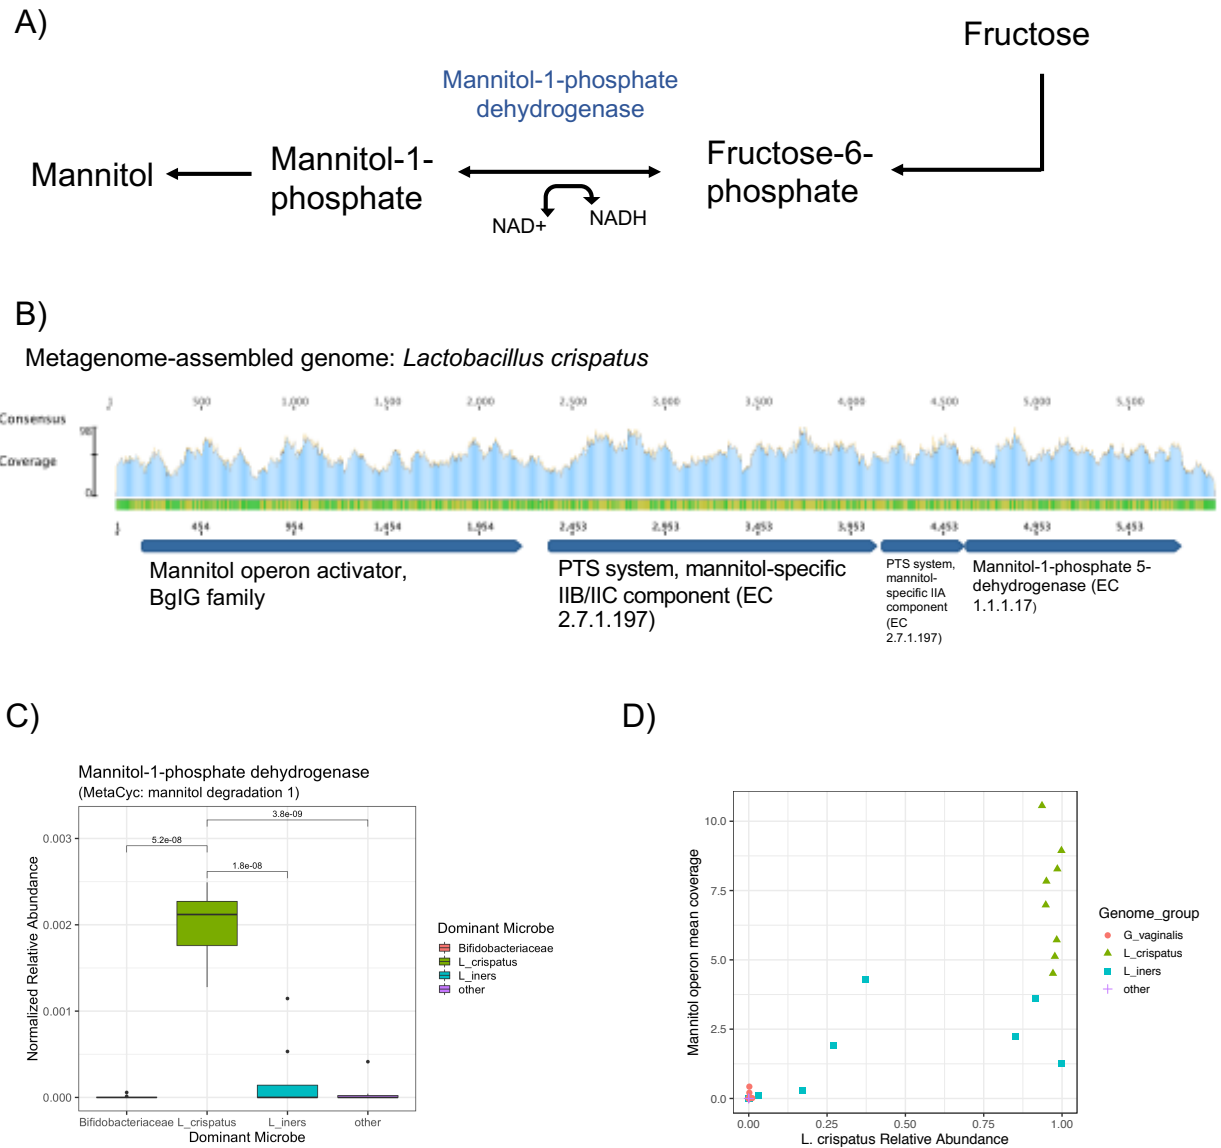 A)
Fructose
Mannitol-1-phosphate
dehydrogenase
Mannitol
Mannitol-1-
phosphate
Fructose-6-
phosphate
NAD+
NADH
B)
Metagenome-assembled genome: Lactobacillus crispatus
500
1,000
1,500
2,000
2,500
3,000
3,500
4,000
4,500
5,000
5,500
Consensus
Coverage
0
1
454
954
1,454
1,954
2,453
2,953
3,453
3,953
4,453
4,953
5,453
Mannitol operon activator,
BgIG family
PTS system, mannitol-specific
IIB/IIC component (EC
2.7.1.197)
PTS system,
mannitol-
specific IIA
component
(EC
2.7.1.197)
Mannitol-1-phosphate 5-
dehydrogenase (EC
1.1.1.17)
C)
Mannitol-1-phosphate dehydrogenase
(MetaCyc: mannitol degradation 1)
Normalized Relative Abundance
0.003
0.002
0.001
0.000
3.8e-09
5.2e-08
1.8e-08
Bifidobacteriaceae
L_crispatus
L_iners
other
Dominant Microbe
Dominant Microbe
Bifidobacteriaceae
L_crispatus
L_iners
other
D)
Mannitol operon mean coverage
10.0
7.5
5.0
2.5
0.0
0.00
0.25
0.50
0.75
1.00
L. crispatus Relative Abundance
Genome_group
G_vaginalis
L_crispatus
L_iners
other